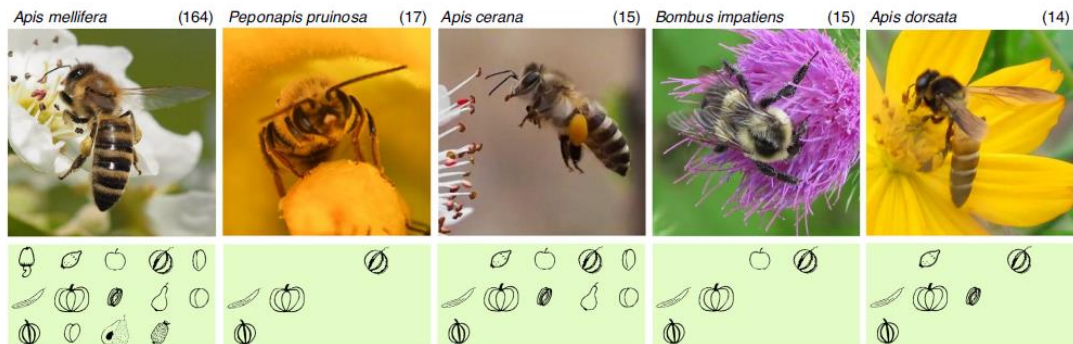 Apis mellifera (164) Peponapis pruinosa (17) Apis cerana (15) Bombus impatiens (15) Apis dorsata (14)